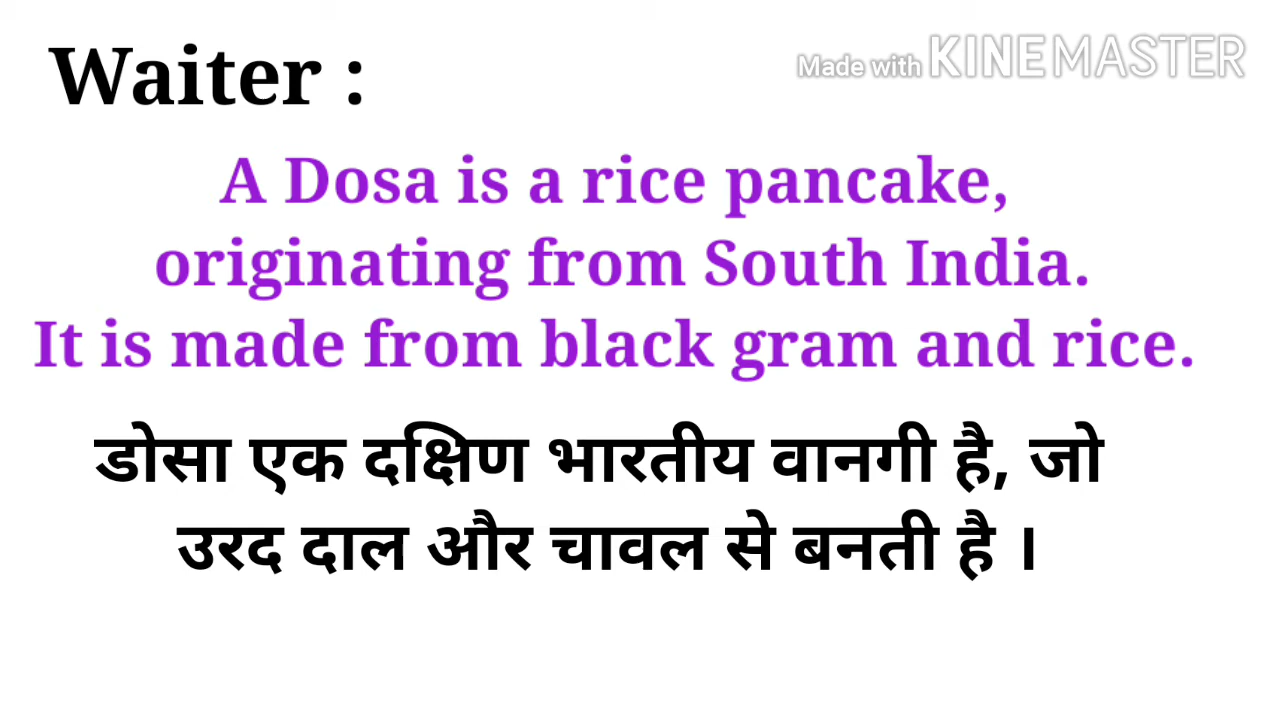 Waiter :
Made with KINEMASTER
A Dosa is a rice pancake,
originating from South India.
It is made from black gram and rice.
डोसा एक दक्षिण भारतीय वानगी है, जो
उरद दाल और चावल से बनती है ।